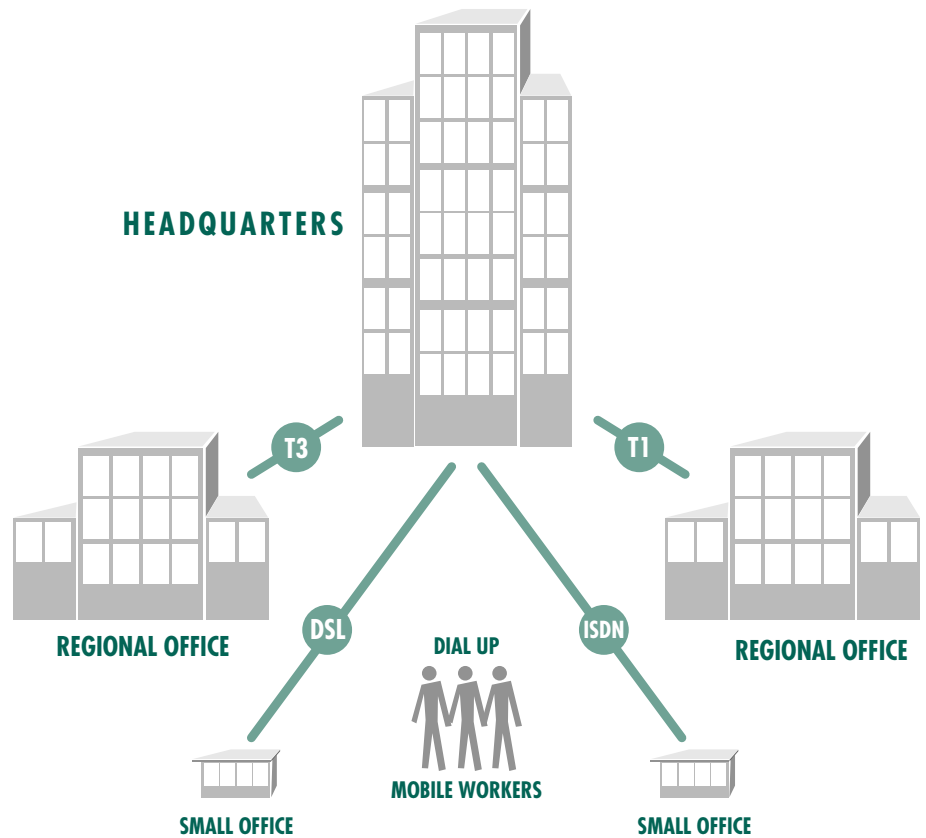 HEADQUARTERS
T3
T1
REGIONAL OFFICE
DSL
ISDN
REGIONAL OFFICE
DIAL UP
MOBILE WORKERS
SMALL OFFICE
SMALL OFFICE